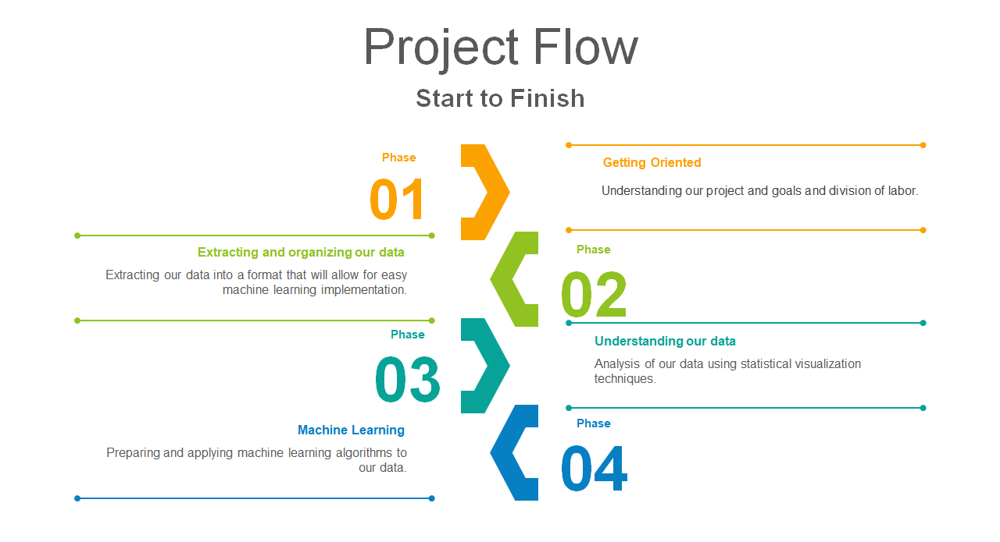 Project Flow
Start to Finish
Phase
01
Getting Oriented
Understanding our project and goals and division of labor.
Extracting and organizing our data
Extracting our data into a format that will allow for easy
machine learning implementation.
Phase
02
Phase
03
Understanding our data
Analysis of our data using statistical visualization
techniques.
Machine Learning
Preparing and applying machine learning algorithms to
our data.
Phase
04